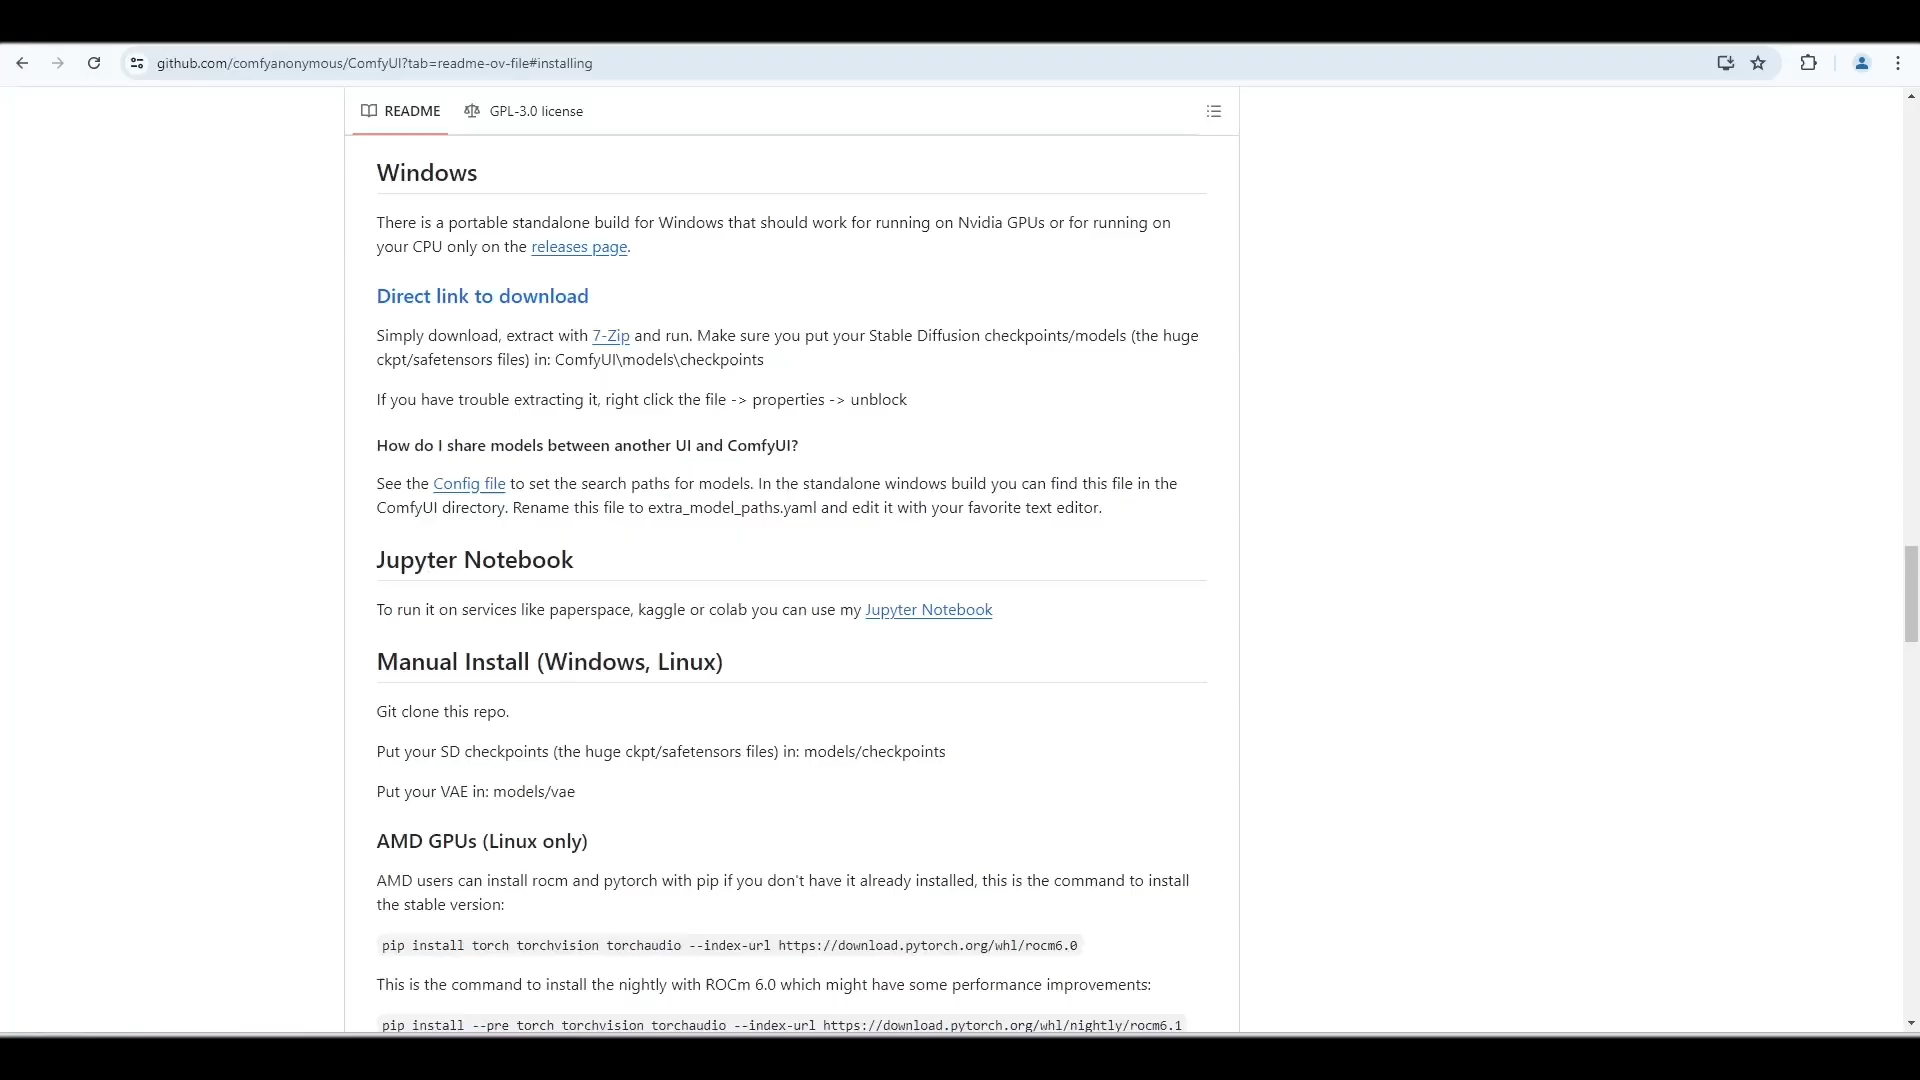 github.com/comfyanonymous/ComfyUI?tab=readme-ov-file#installing
README
GPL-3.0 license
Windows
There is a portable standalone build for Windows that should work for running on Nvidia GPUs or for running on
your CPU only on the releases page.
Direct link to download
Simply download, extract with 7-Zip and run. Make sure you put your Stable Diffusion checkpoints/models (the huge
ckpt/safetensors files) in: ComfyUI\models\checkpoints
If you have trouble extracting it, right click the file -> properties -> unblock
How do I share models between another UI and ComfyUI?
See the Config file to set the search paths for models. In the standalone windows build you can find this file in the
ComfyUI directory. Rename this file to extra_model_paths.yaml and edit it with your favorite text editor.
Jupyter Notebook
To run it on services like paperspace, kaggle or colab you can use my Jupyter Notebook
Manual Install (Windows, Linux)
Git clone this repo.
Put your SD checkpoints (the huge ckpt/safetensors files) in: models/checkpoints
Put your VAE in: models/vae
AMD GPUs (Linux only)
AMD users can install rocm and pytorch with pip if you don't have it already installed, this is the command to install
the stable version:
pip install torch torchvision torchaudio --index-url https://download.pytorch.org/whl/rocm6.0
This is the command to install the nightly with ROCm 6.0 which might have some performance improvements:
pip install --pre torch torchvision torchaudio --index-url https://download.pytorch.org/whl/nightly/rocm6.1